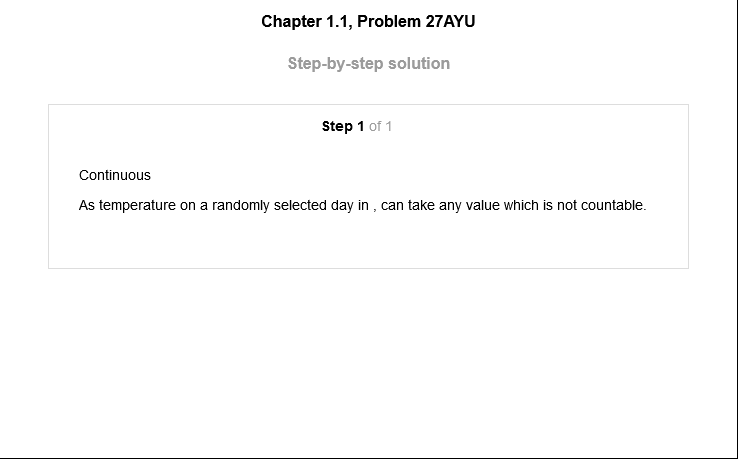 Chapter 1.1, Problem 27AYU
Step-by-step solution
Step 1 of 1
Continuous
As temperature on a randomly selected day in , can take any value which is not countable.